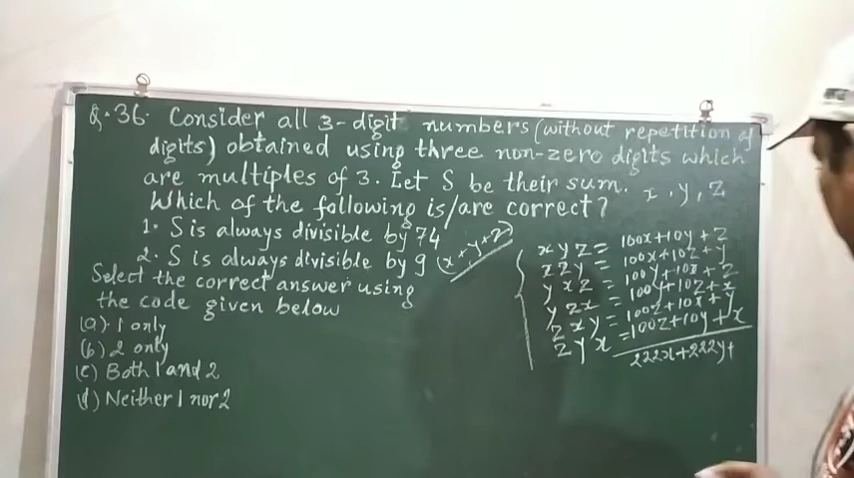 Q.36. Consider all 3-digit numbers (without repetition of
digits) obtained using three non-zero digits which
are multiples of 3. Let S be their sum.
Which of the following is/are correct?
1. S is always divisible by 74
2. S is always divisible by 9
Select the correct answer using
the code given below
(a) 1 only
(b) 2 only
(c) Both 1 and 2
(d) Neither 1 nor 2
x, y, z
(x+y+z)
xyz = 100x+10y+z
xzy = 100x+10z+y
yxz = 100y+10x+z
yzx = 100y+10z+x
zxy = 100z+10x+y
zyx = 100z+10y+x
222x+222y+